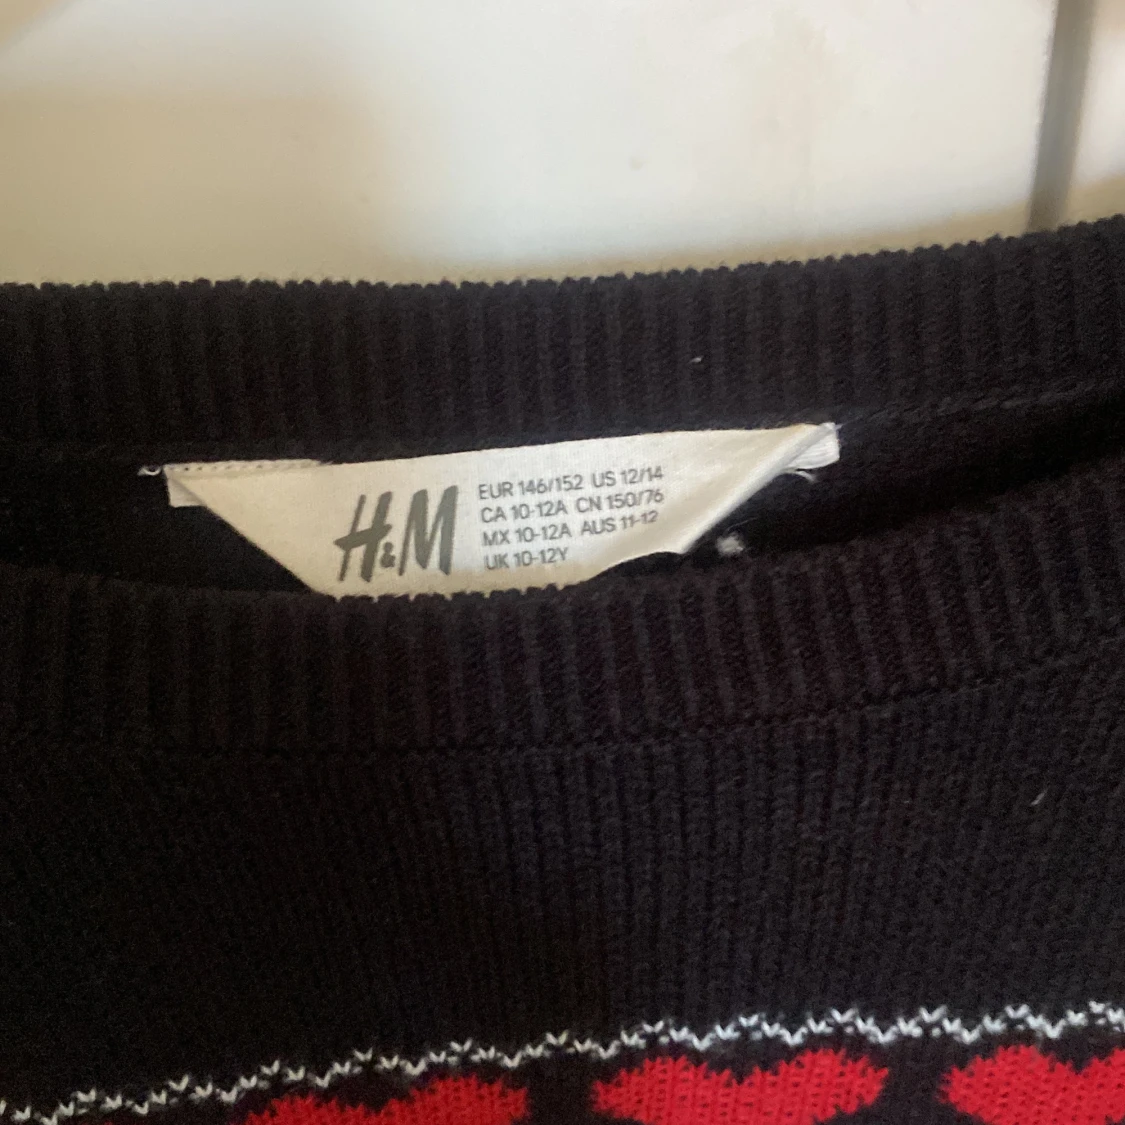 H&M
EUR 146/152 US 12/14
CA 10-12A CN 150/76
MX 10-12A AUS 11-12
UK 10-12Y